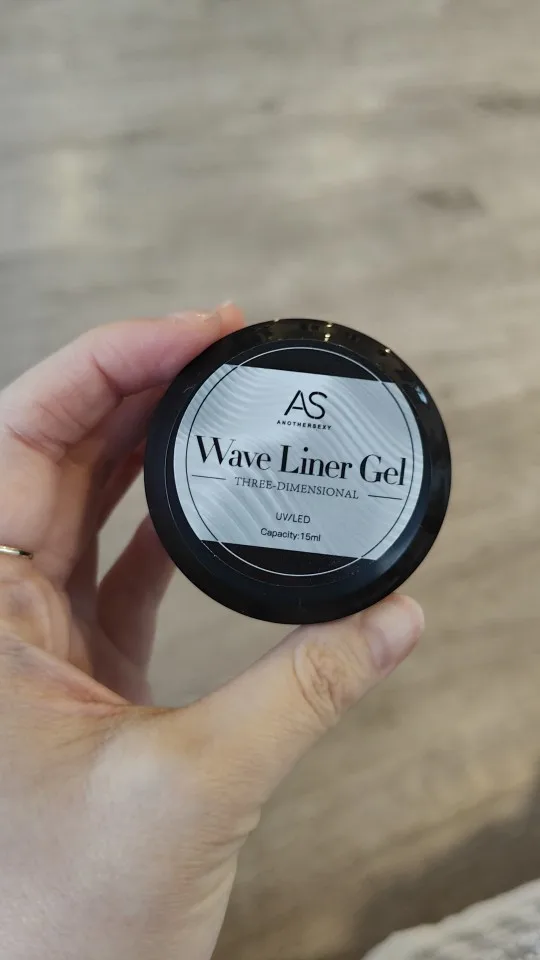 AS
ANOTHERSEXY
Wave Liner Gel
THREE-DIMENSIONAL
UV/LED
Capacity:15ml